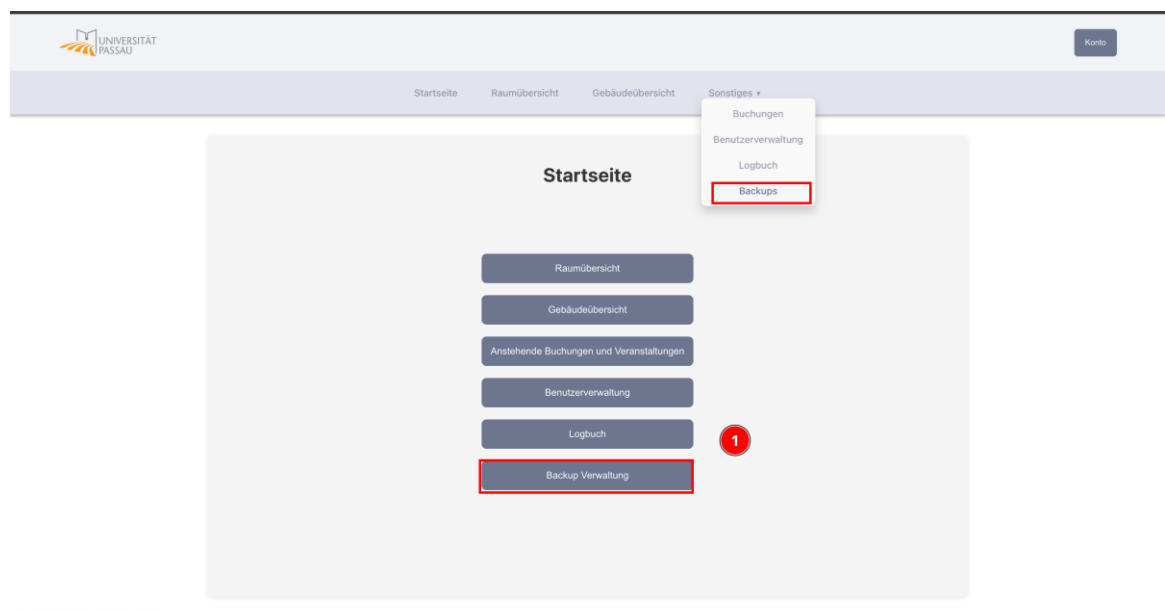 UNIVERSITÄT
PASSAU
Konto
Startseite Raumübersicht Gebäudeübersicht Sonstiges ▾
Buchungen
Benutzerverwaltung
Logbuch
Backups
Startseite
Raumübersicht
Gebäudeübersicht
Anstehende Buchungen und Veranstaltungen
Benutzerverwaltung
Logbuch
1
Backup Verwaltung